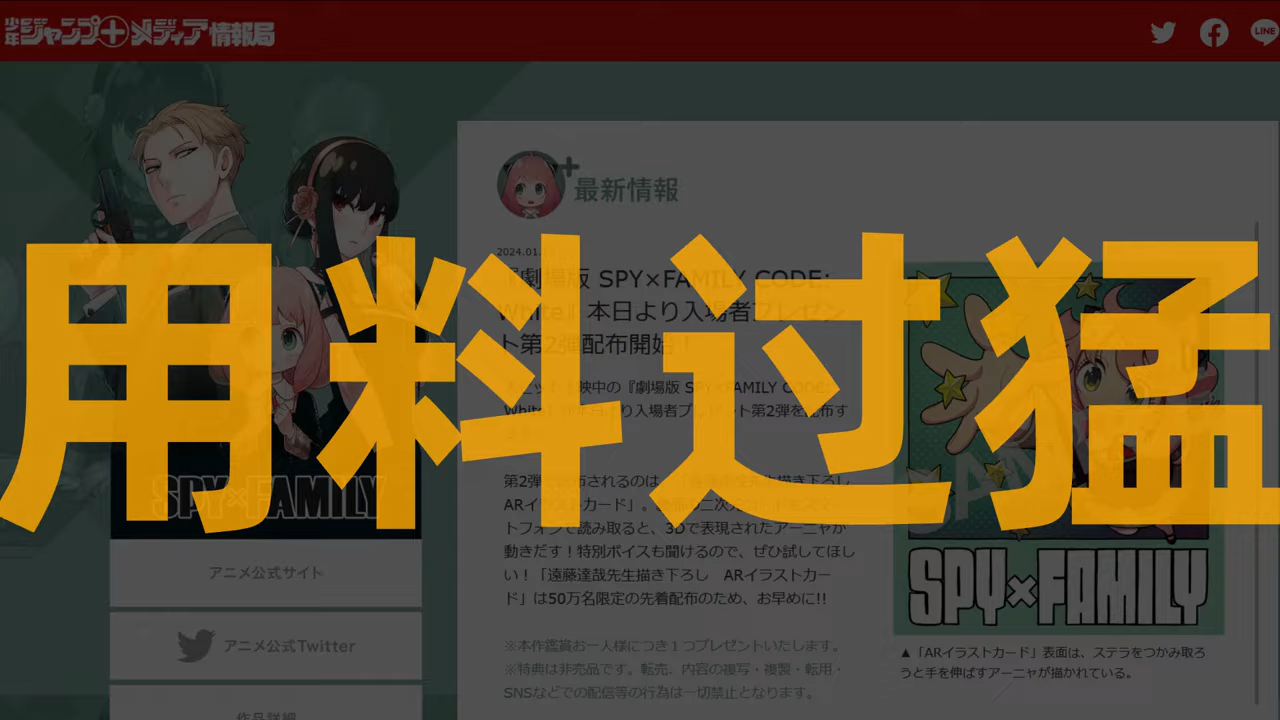 少年ジャンプ＋メディア情報局
LINE
最新情報
2024.01
『劇場版 SPY×FAMILY CODE:
White』本日より入場者プレゼン
ト第2弾配布開始！
映中の『劇場版 SPY×FAMILY CODE:
より入場者プレゼント第2弾を配布す
用料过猛
第2弾で配布されるのは、「遠藤達哉先生描き下ろし
ARイラストカード」。
トフォンで読み取ると、3Dで表現されたアーニャが
動きだす！特別ボイスも聞けるので、ぜひ試してほし
い！「遠藤達哉先生描き下ろし　ARイラストカー
ド」は50万名限定の先着配布のため、お早めに!!
※本作鑑賞お一人様につき１つプレゼントいたします。
※特典は非売品です。転売、内容の複写・複製・転用・
SNSなどでの配信等の行為は一切禁止となります。
SPY×FAMILY
アニメ公式サイト
アニメ公式Twitter
作品詳細
SPY×FAMILY
▲「ARイラストカード」表面は、ステラをつかみ取ろ
うと手を伸ばすアーニャが描かれている。